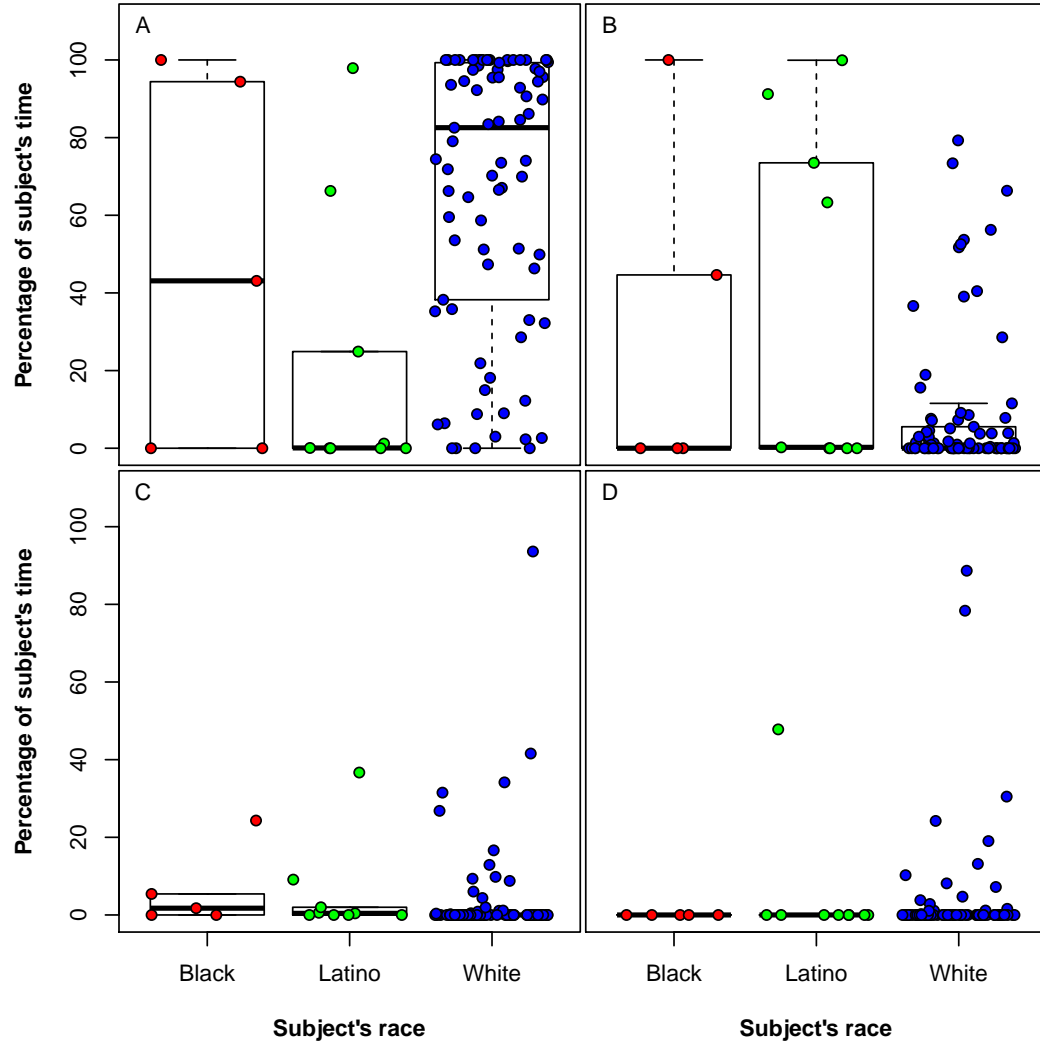 A
B
Percentage of subject's time
100
80
60
40
20
0
C
D
Percentage of subject's time
100
80
60
40
20
0
Black Latino White Black Latino White
Subject's race Subject's race